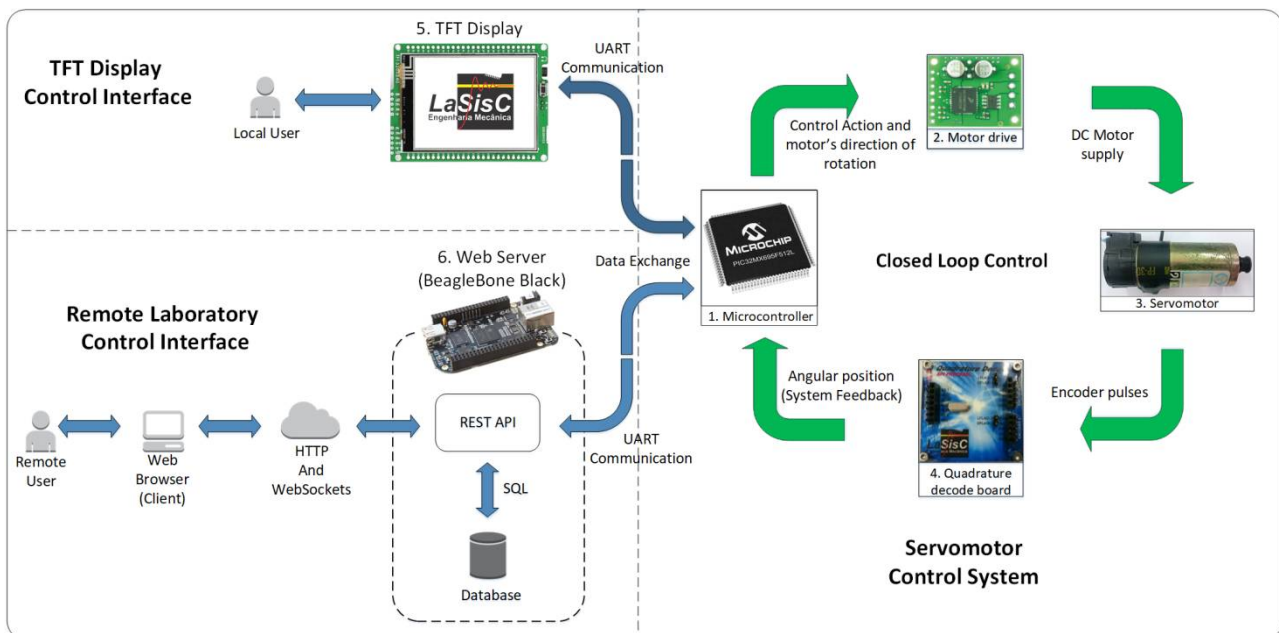 5. TFT Display
TFT Display
Control Interface
Local User
LaSisC
Engenharia Mecânica
UART
Communication
Control Action and
motor's direction of
rotation
2. Motor drive
DC Motor
supply
MICROCHIP
PIC32MX695F512L
1. Microcontroller
Closed Loop Control
3. Servomotor
Data Exchange
6. Web Server
(BeagleBone Black)
Remote Laboratory
Control Interface
Remote
User
Web
Browser
(Client)
HTTP
And
WebSockets
REST API
SQL
Database
UART
Communication
Angular position
(System Feedback)
Encoder pulses
4. Quadrature
decode board
Servomotor
Control System